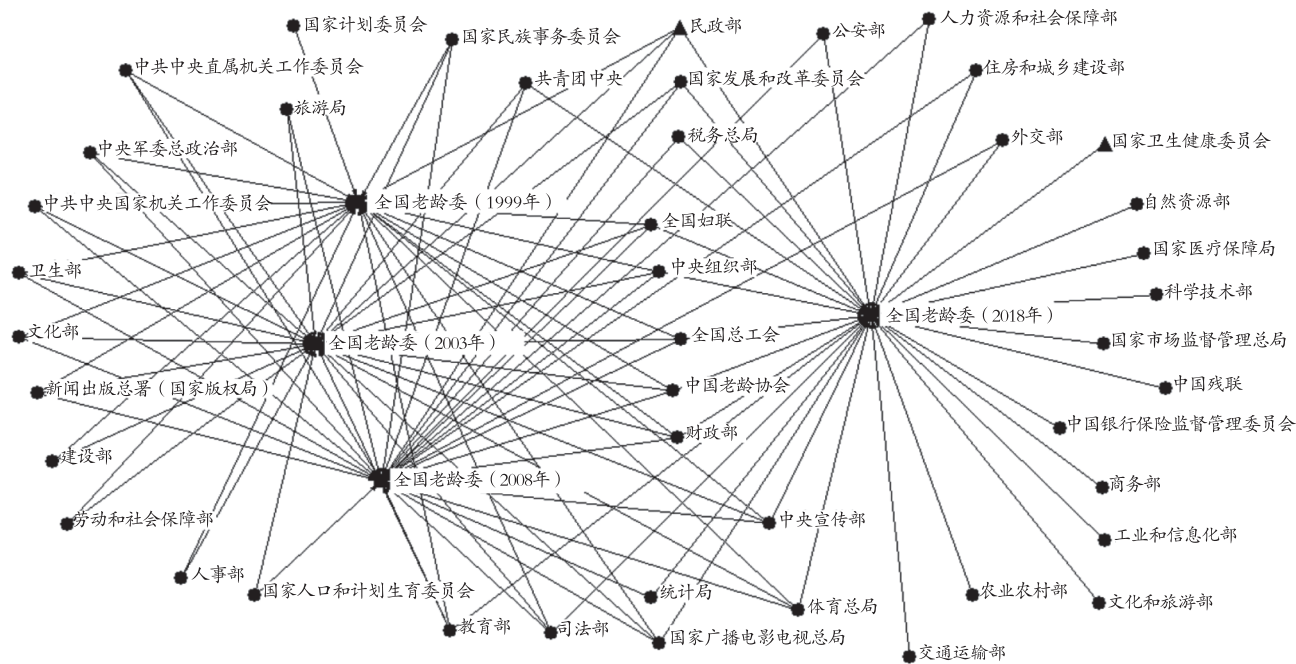 国家计划委员会
国家民族事务委员会
民政部
公安部
人力资源和社会保障部
中共中央直属机关工作委员会
共青团中央
国家发展和改革委员会
住房和城乡建设部
旅游局
税务总局
外交部
国家卫生健康委员会
中央军委总政治部
中共中央国家机关工作委员会
全国老龄委（1999年）
全国妇联
自然资源部
国家医疗保障局
卫生部
中央组织部
科学技术部
文化部
全国老龄委（2003年）
全国总工会
全国老龄委（2018年）
国家市场监督管理总局
新闻出版总署（国家版权局）
中国老龄协会
中国残联
财政部
中国银行保险监督管理委员会
建设部
全国老龄委（2008年）
商务部
劳动和社会保障部
中央宣传部
工业和信息化部
人事部
国家人口和计划生育委员会
统计局
体育总局
农业农村部
文化和旅游部
教育部
司法部
国家广播电影电视总局
交通运输部